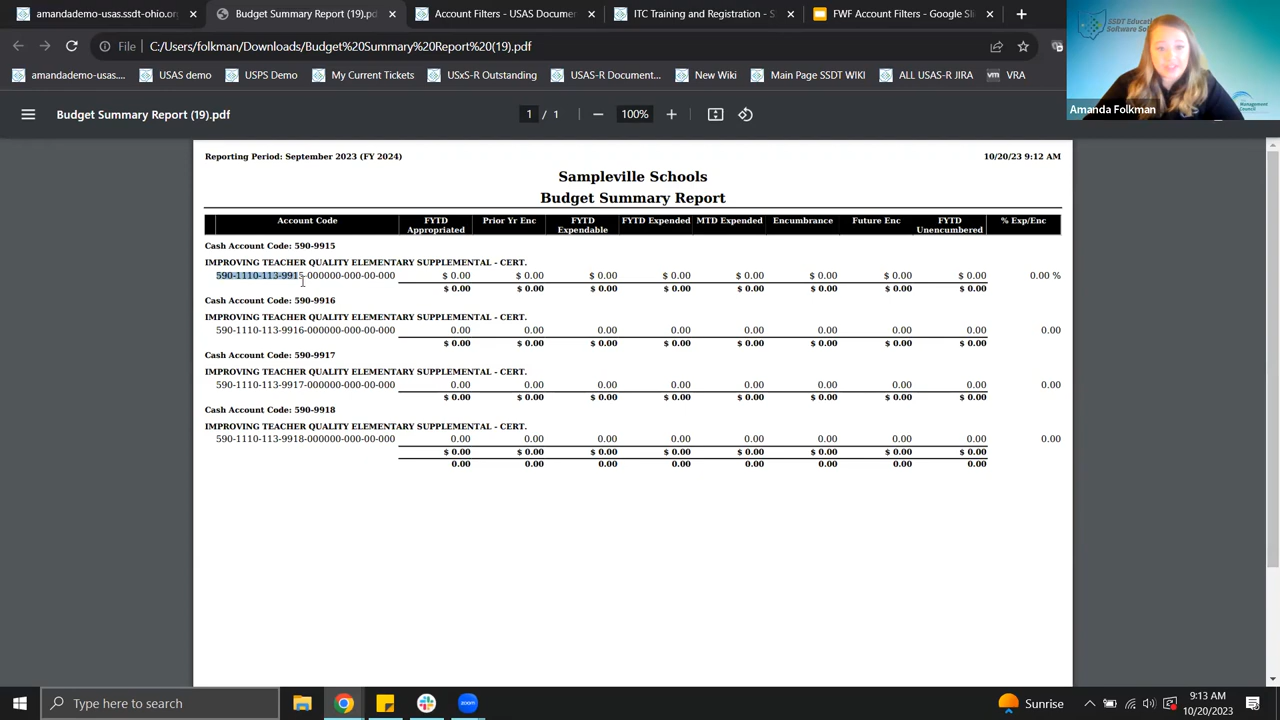 amandademo-usas.ssdt-ohio.org
Budget Summary Report (19).pdf
Account Filters - USAS Demo
ITC Training and Registration - S
FWF Account Filters - Google Sl
File
C:/Users/folkman/Downloads/Budget%20Summary%20Report%20(19).pdf
amandademo-usas....
USPS demo
USPS Demo
My Current Tickets
USxS-R Outstanding
USAS-R Document...
New Wiki
Main Page SSDT WIKI
ALL USAS-R JIRA
vm VRA
SSDT
Management Council
Amanda Folkman
Budget Summary Report (19).pdf
1 / 1
100%
Reporting Period: September 2023 (FY 2024)
10/20/23 9:12 AM
Sampleville Schools
Budget Summary Report
Account Code FYTD Appropriated Prior Yr Enc FYTD Expendable FYTD Expended MTD Expended Encumbrance Future Enc FYTD Unencumbered % Exp/Enc
Cash Account Code: 590-9915
IMPROVING TEACHER QUALITY ELEMENTARY SUPPLEMENTAL - CERT.
590-1110-113-9915-000000-000-00-000 $ 0.00 $ 0.00 $ 0.00 $ 0.00 $ 0.00 $ 0.00 $ 0.00 $ 0.00 0.00 %
$ 0.00 $ 0.00 $ 0.00 $ 0.00 $ 0.00 $ 0.00 $ 0.00 $ 0.00
Cash Account Code: 590-9916
IMPROVING TEACHER QUALITY ELEMENTARY SUPPLEMENTAL - CERT.
590-1110-113-9916-000000-000-00-000 0.00 0.00 0.00 0.00 0.00 0.00 0.00 0.00 0.00
$ 0.00 $ 0.00 $ 0.00 $ 0.00 $ 0.00 $ 0.00 $ 0.00 $ 0.00
Cash Account Code: 590-9917
IMPROVING TEACHER QUALITY ELEMENTARY SUPPLEMENTAL - CERT.
590-1110-113-9917-000000-000-00-000 0.00 0.00 0.00 0.00 0.00 0.00 0.00 0.00 0.00
$ 0.00 $ 0.00 $ 0.00 $ 0.00 $ 0.00 $ 0.00 $ 0.00 $ 0.00
Cash Account Code: 590-9918
IMPROVING TEACHER QUALITY ELEMENTARY SUPPLEMENTAL - CERT.
590-1110-113-9918-000000-000-00-000 0.00 0.00 0.00 0.00 0.00 0.00 0.00 0.00 0.00
$ 0.00 $ 0.00 $ 0.00 $ 0.00 $ 0.00 $ 0.00 $ 0.00 $ 0.00
0.00 0.00 0.00 0.00 0.00 0.00 0.00 0.00
Type here to search
zoom
Sunrise
9:13 AM
10/20/2023